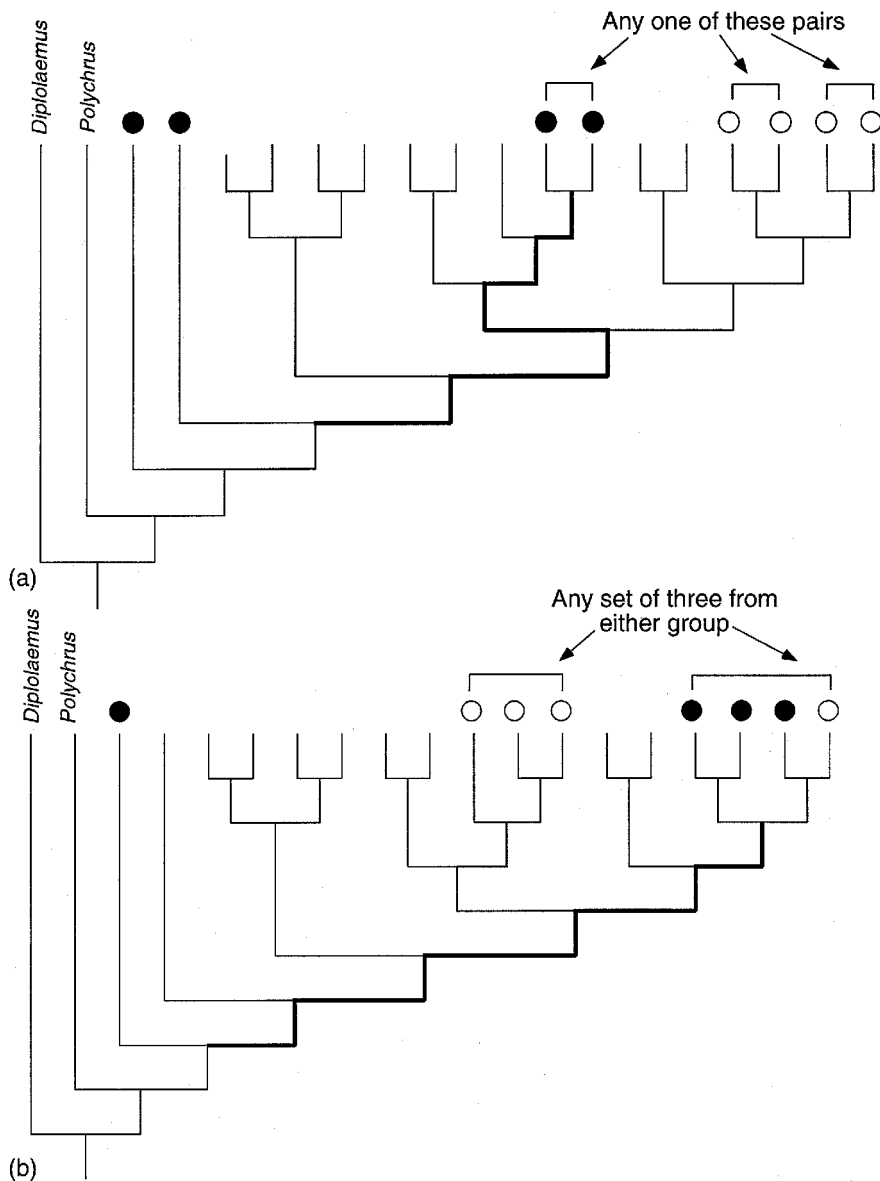 Any one of these pairs
Diplolaemus
Polychrus
(a)
Any set of three from
either group
Diplolaemus
Polychrus
(b)